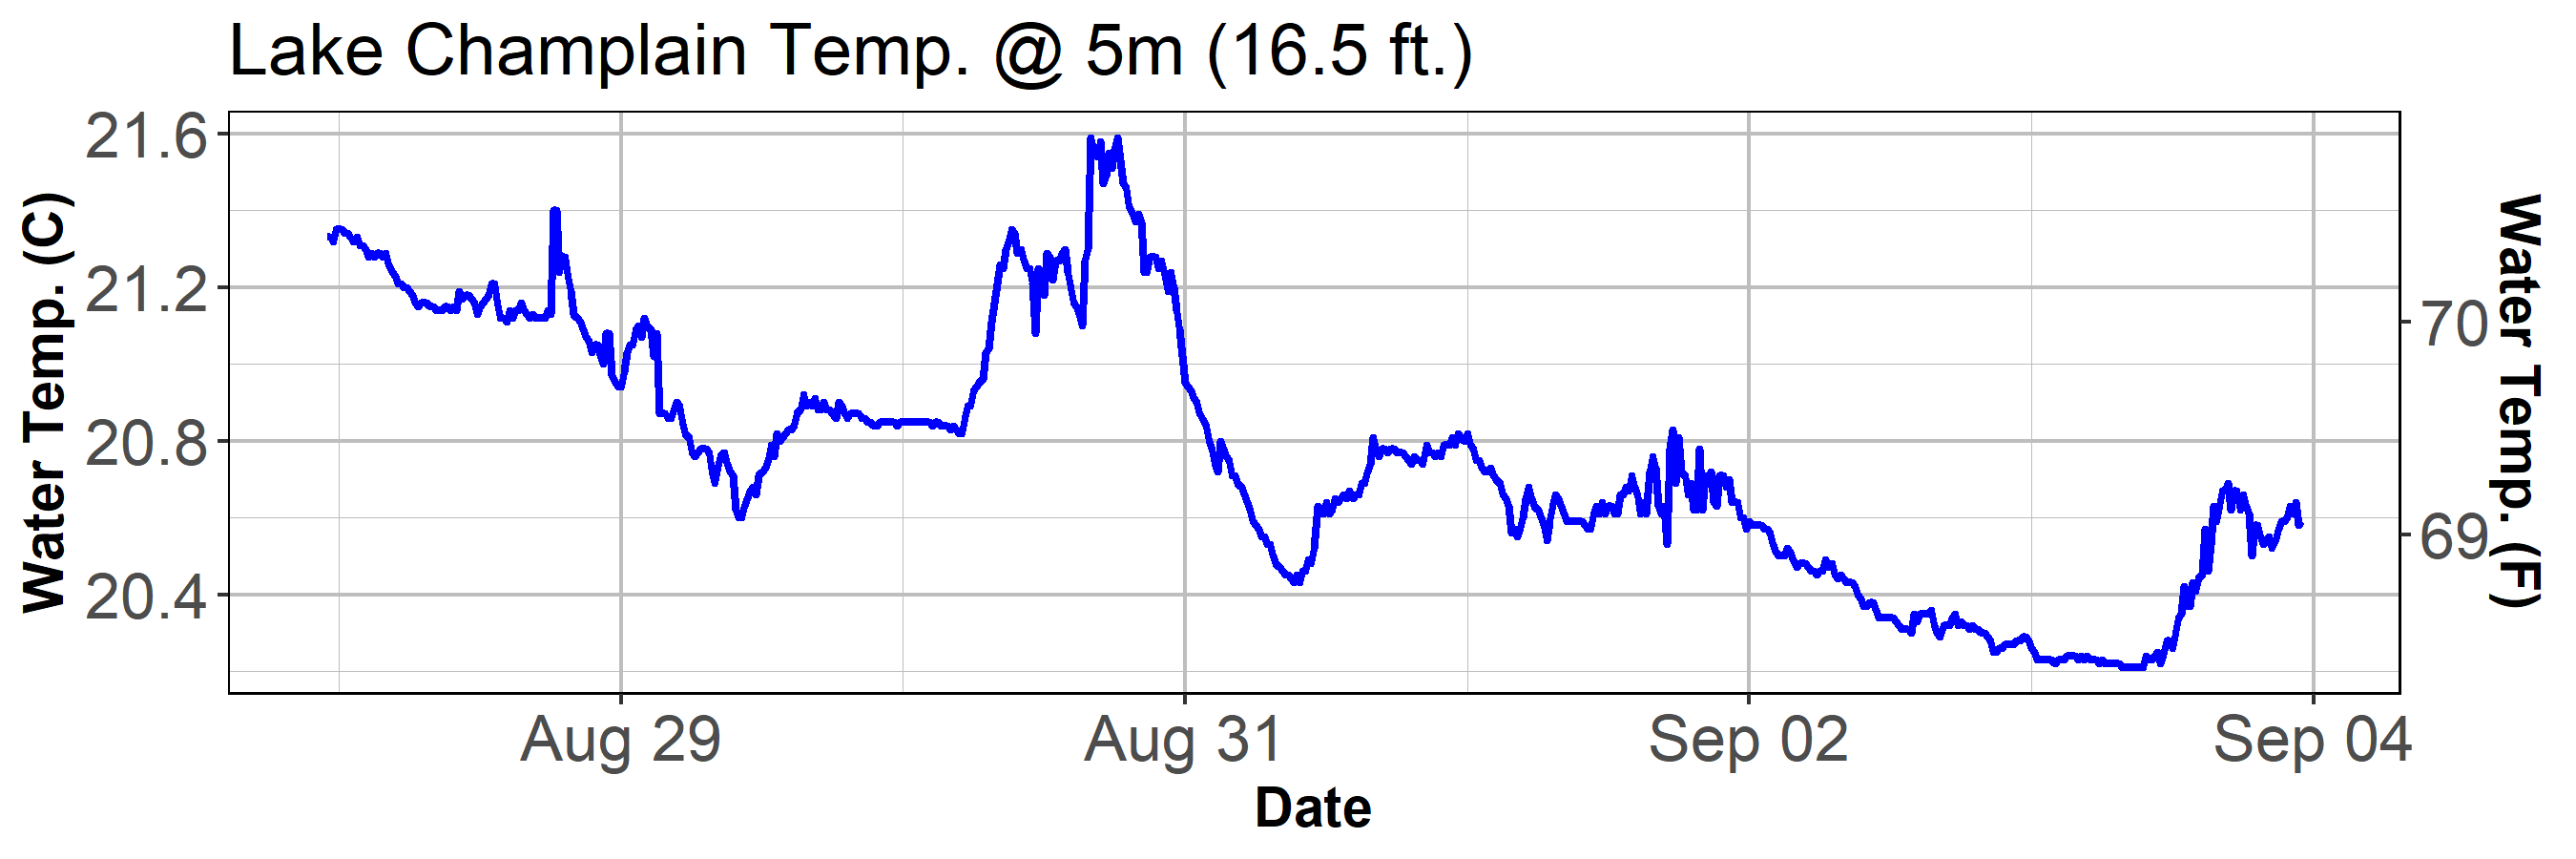 Lake Champlain Temp. @ 5m (16.5 ft.)
Water Temp. (C)
21.6
21.2
20.8
20.4
70
69
Water Temp. (F)
Aug 29
Aug 31
Sep 02
Sep 04
Date